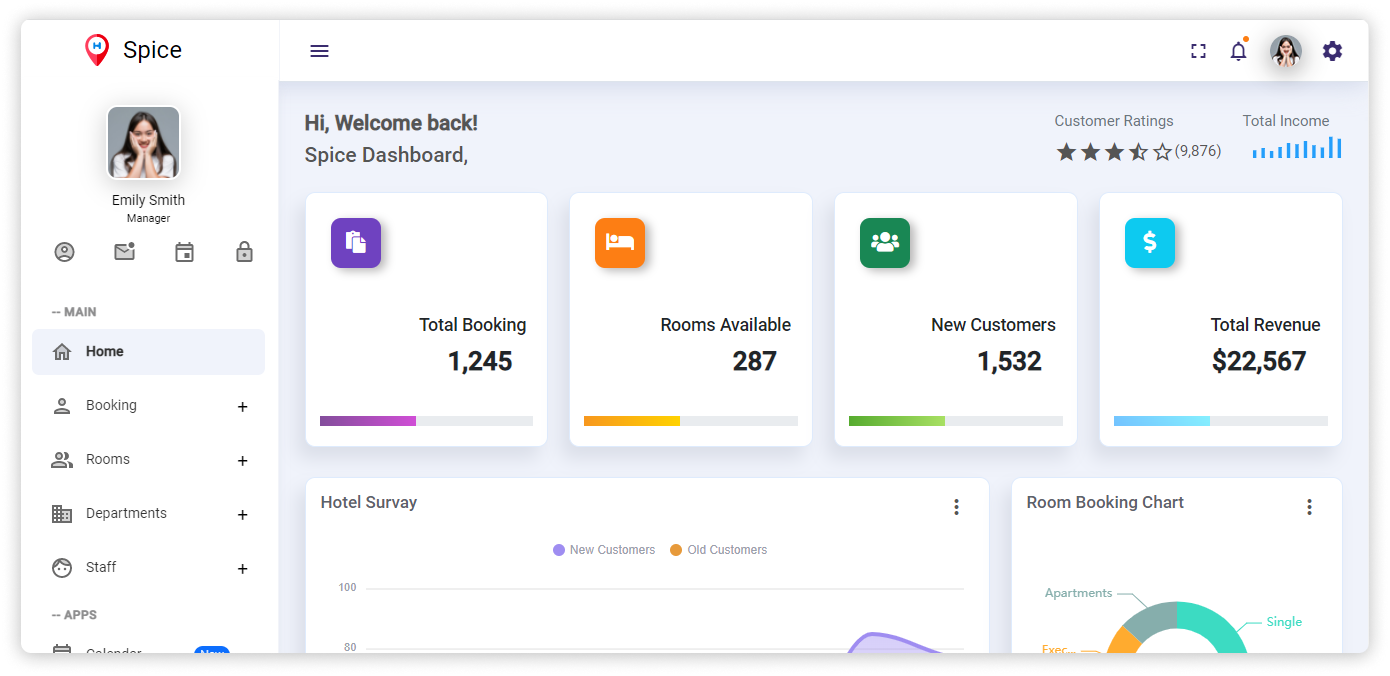 Spice
Emily Smith
Manager
-- MAIN
Home
Booking +
Rooms +
Departments +
Staff +
-- APPS
Calendar New
Hi, Welcome back!
Spice Dashboard,
Customer Ratings
(9,876)
Total Income
Total Booking
1,245
Rooms Available
287
New Customers
1,532
Total Revenue
$22,567
Hotel Survay
New Customers Old Customers
100
80
Room Booking Chart
Apartments
Single
Exec...